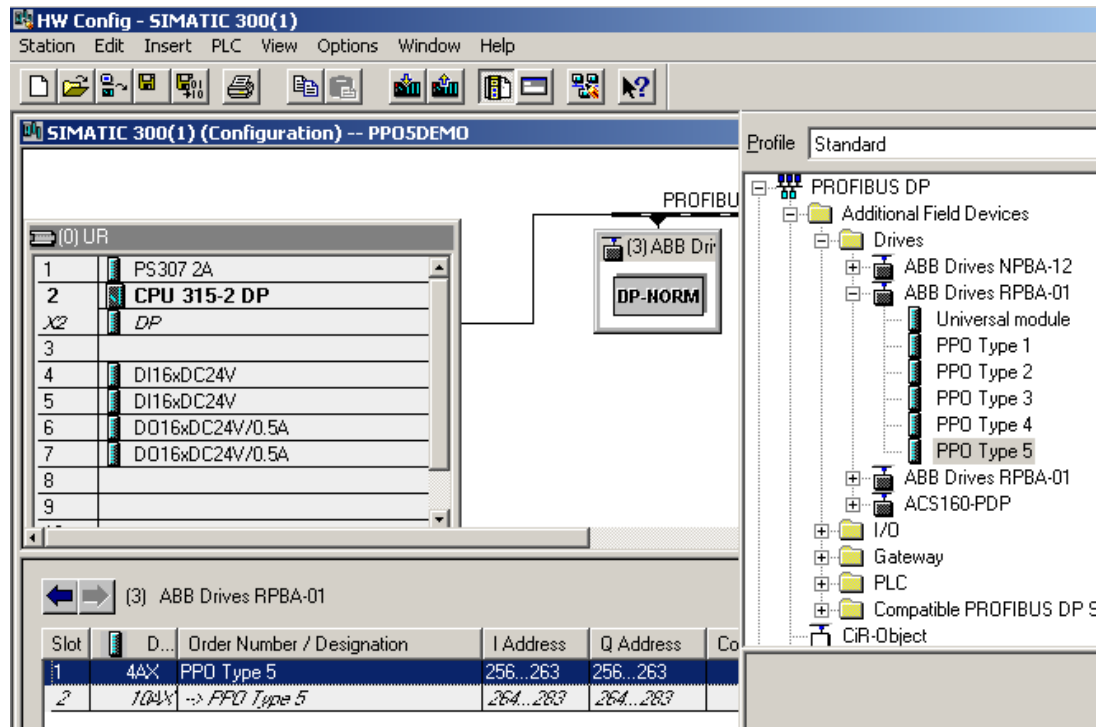 HW Config - SIMATIC 300(1)
Station Edit Insert PLC View Options Window Help
SIMATIC 300(1) (Configuration) -- PPO5DEMO
PROFIBU
(0) UR
1 PS307 2A
2 CPU 315-2 DP
X2 DP
3
4 DI16xDC24V
5 DI16xDC24V
6 DO16xDC24V/0.5A
7 DO16xDC24V/0.5A
8
9
(3) ABB Dri
DP-NORM
Profile Standard
PROFIBUS DP
Additional Field Devices
Drives
ABB Drives NPBA-12
ABB Drives RPBA-01
Universal module
PPO Type 1
PPO Type 2
PPO Type 3
PPO Type 4
PPO Type 5
ABB Drives RPBA-01
ACS160-PDP
I/O
Gateway
PLC
Compatible PROFIBUS DP S
CiR-Object
(3) ABB Drives RPBA-01
Slot D... Order Number / Designation I Address Q Address Co
1 4AX PPO Type 5 256...263 256...263
2 10AX --> PPO Type 5 264...283 264...283